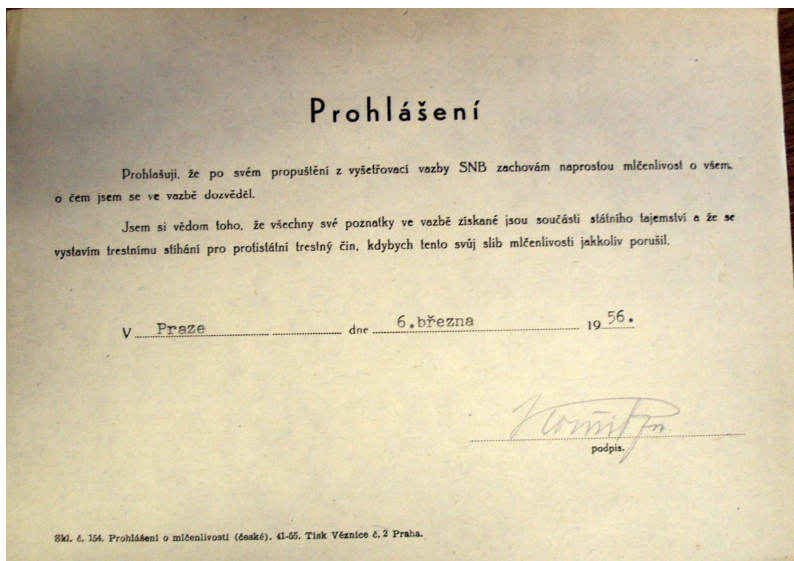 Prohlášení
Prohlašuji, že po svém propuštění z vyšetřovací vazby SNB zachovám naprostou mlčenlivost o všem,
o čem jsem se ve vazbě dozvěděl.
Jsem si vědom toho, že všechny své poznatky ve vazbě získané jsou součásti státního tajemství a že se
vystavím trestnímu stíhání pro protistátní trestný čin, kdybych tento svůj slib mlčenlivosti jakkoliv porušil.
V Praze dne 6.března 1956.
podpis.
Skl. č. 154. Prohlášení o mlčenlivosti (české). 41-55. Tisk Věznice č. 2 Praha.